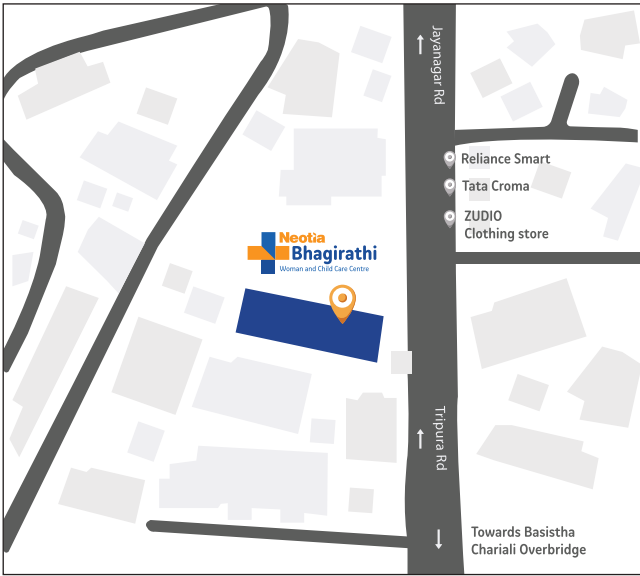 Jayanagar Rd
Reliance Smart
Tata Croma
ZUDIO
Clothing store
Neotia
Bhagirathi
Woman and Child Care Centre
Tripura Rd
Towards Basistha
Chariali Overbridge